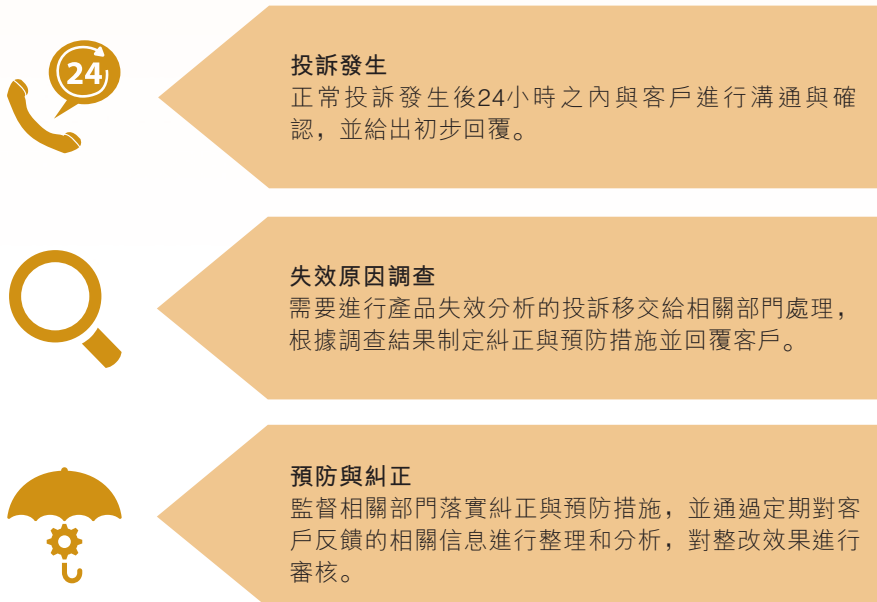 24
投訴發生
正常投訴發生後24小時之內與客戶進行溝通與確
認，並給出初步回覆。
失效原因調查
需要進行產品失效分析的投訴移交給相關部門處理，
根據調查結果制定糾正與預防措施並回覆客戶。
預防與糾正
監督相關部門落實糾正與預防措施，並通過定期對客
戶反饋的相關信息進行整理和分析，對整改效果進行
審核。